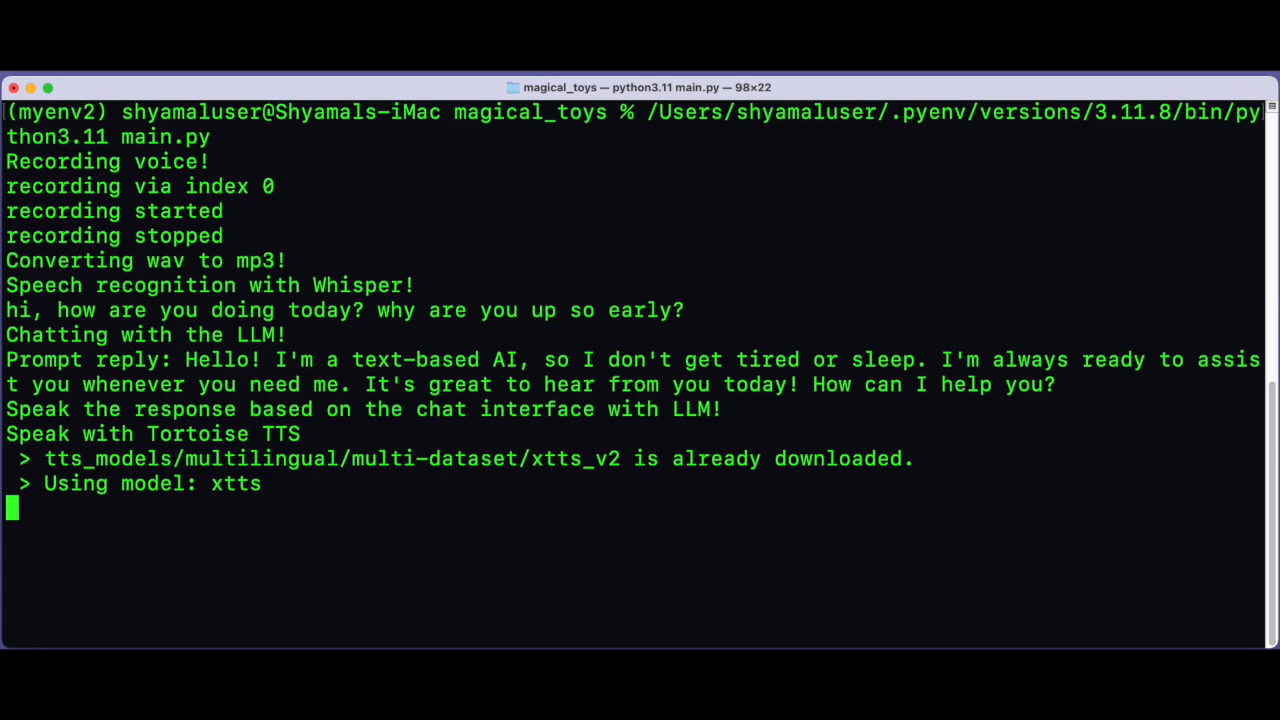 magical_toys — python3.11 main.py — 98×22
(myenv2) shyamaluser@Shyamals-iMac magical_toys % /Users/shyamaluser/.pyenv/versions/3.11.8/bin/py
thon3.11 main.py
Recording voice!
recording via index 0
recording started
recording stopped
Converting wav to mp3!
Speech recognition with Whisper!
hi, how are you doing today? why are you up so early?
Chatting with the LLM!
Prompt reply: Hello! I'm a text-based AI, so I don't get tired or sleep. I'm always ready to assis
t you whenever you need me. It's great to hear from you today! How can I help you?
Speak the response based on the chat interface with LLM!
Speak with Tortoise TTS
 > tts_models/multilingual/multi-dataset/xtts_v2 is already downloaded.
 > Using model: xtts